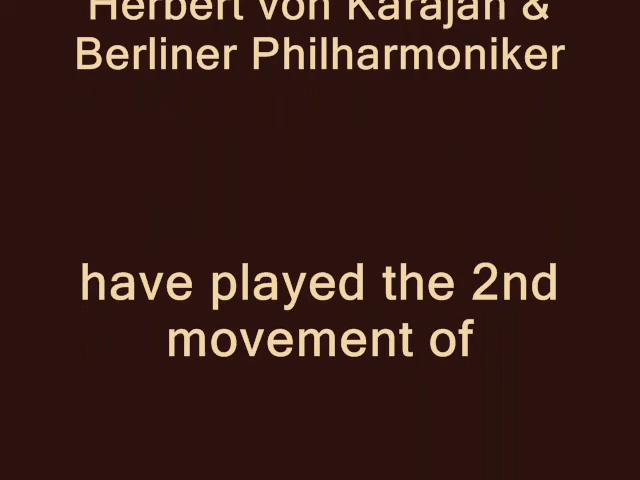 Herbert von Karajan &
Berliner Philharmoniker
have played the 2nd
movement of